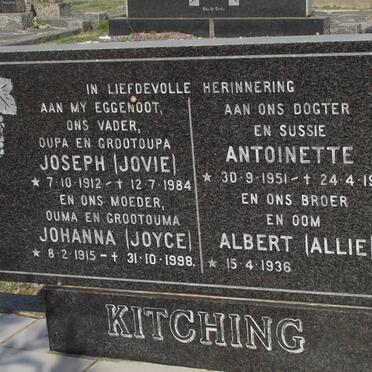 IN LIEFDEVOLLE HERINNERING
AAN MY EGGENOOT,
ONS VADER,
OUPA EN GROOTOUPA
JOSEPH (JOVIE)
★ 7·10·1912 - ✝ 12·7·1984
EN ONS MOEDER,
OUMA EN GROOTOUMA
JOHANNA (JOYCE)
★ 8·2·1915 - ✝ 31·10·1998.
AAN ONS DOGTER
EN SUSSIE
ANTOINETTE
★ 30·9·1951 - ✝ 24·4·19
EN ONS BROER
EN OOM
ALBERT (ALLIE)
★ 15·4·1936
KITCHING